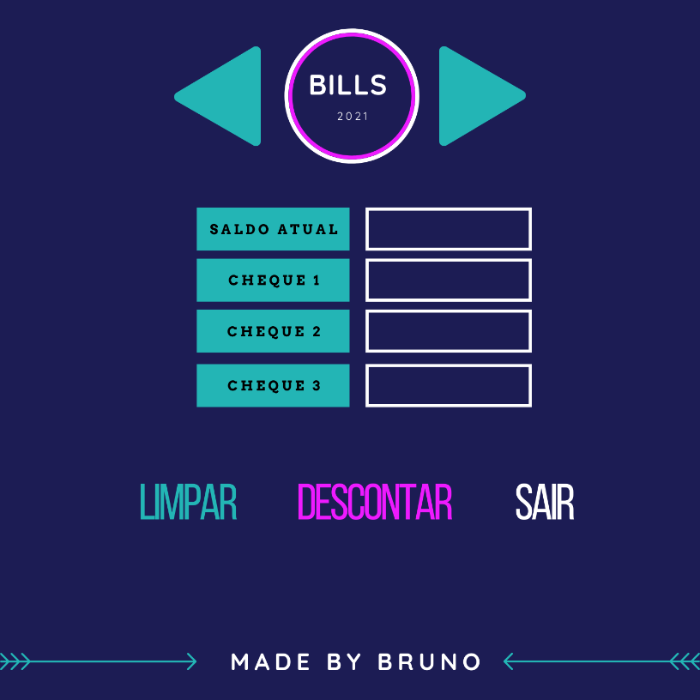 BILLS
2021
SALDO ATUAL
CHEQUE 1
CHEQUE 2
CHEQUE 3
LIMPAR DESCONTAR SAIR
MADE BY BRUNO